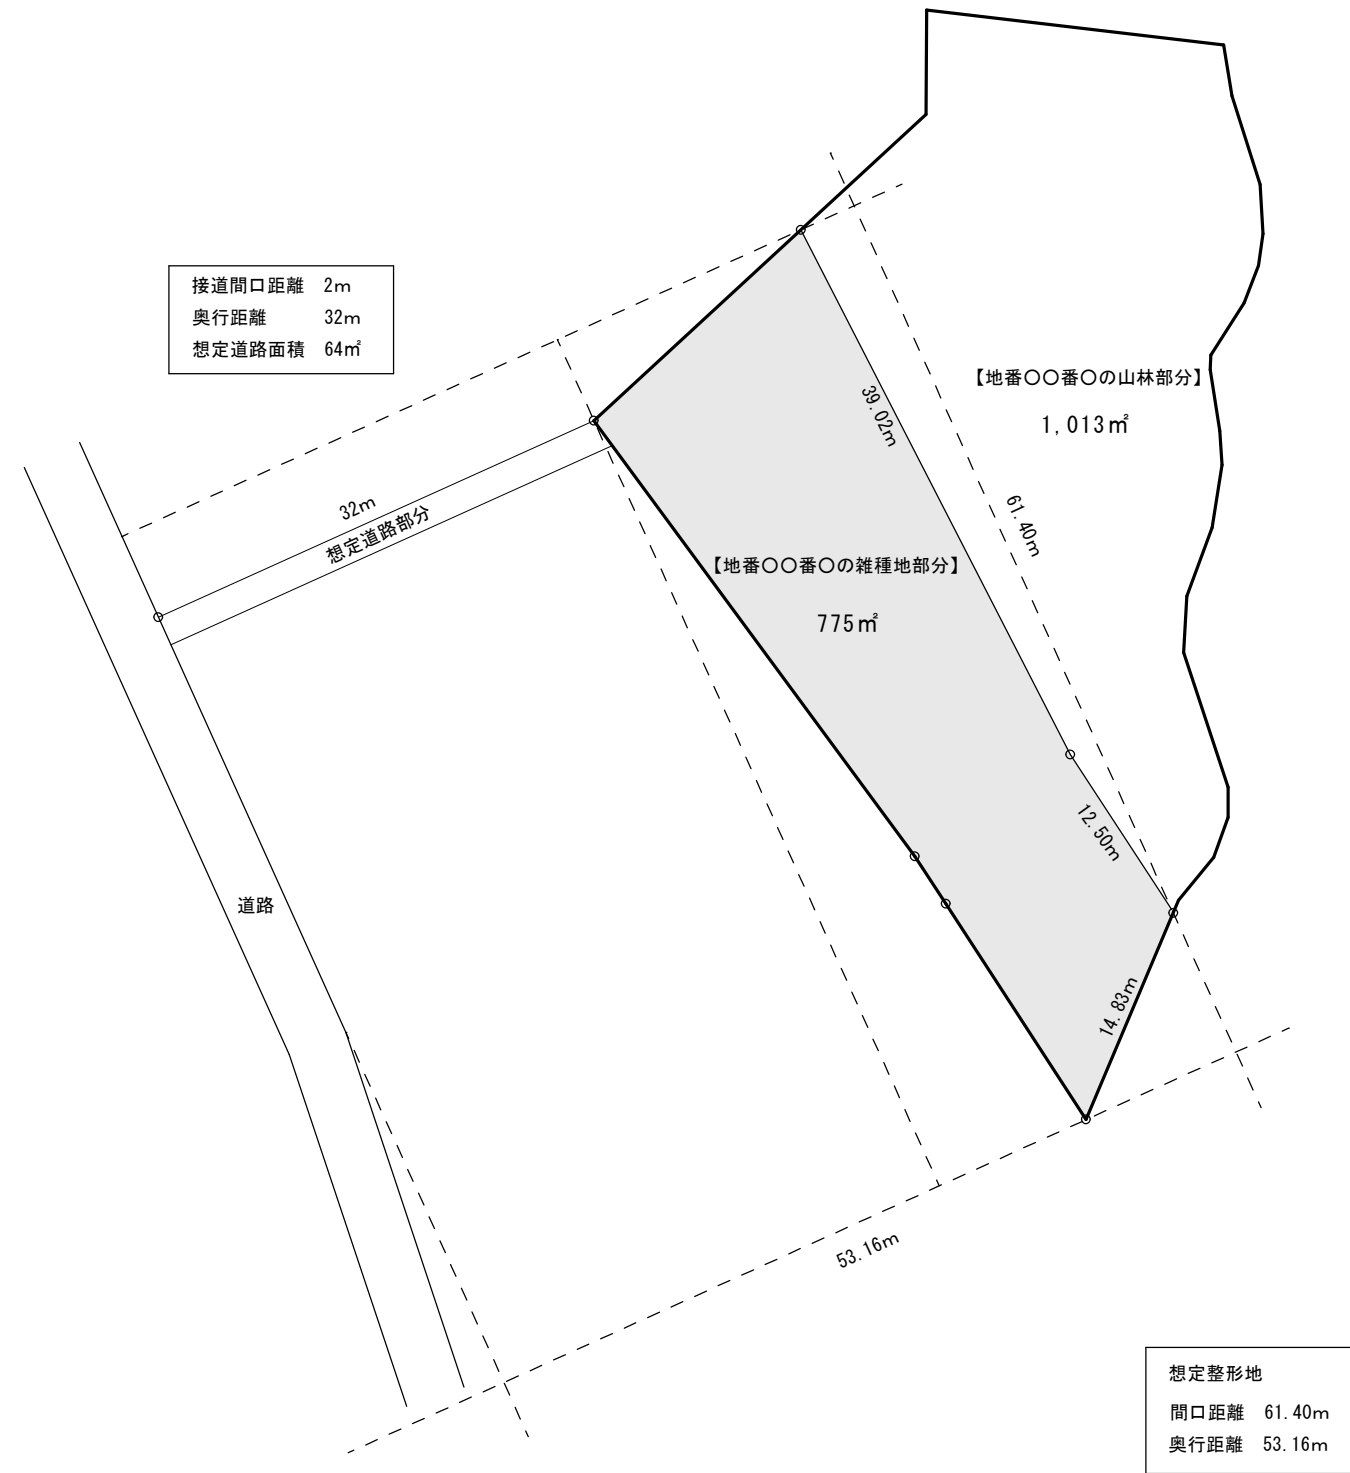 接道間口距離 2m
奥行距離 32m
想定道路面積 64㎡
【地番〇〇番〇の山林部分】
1,013㎡
39.02m
61.40m
32m
想定道路部分
【地番〇〇番〇の雑種地部分】
775㎡
12.50m
道路
14.83m
53.16m
想定整形地
間口距離 61.40m
奥行距離 53.16m